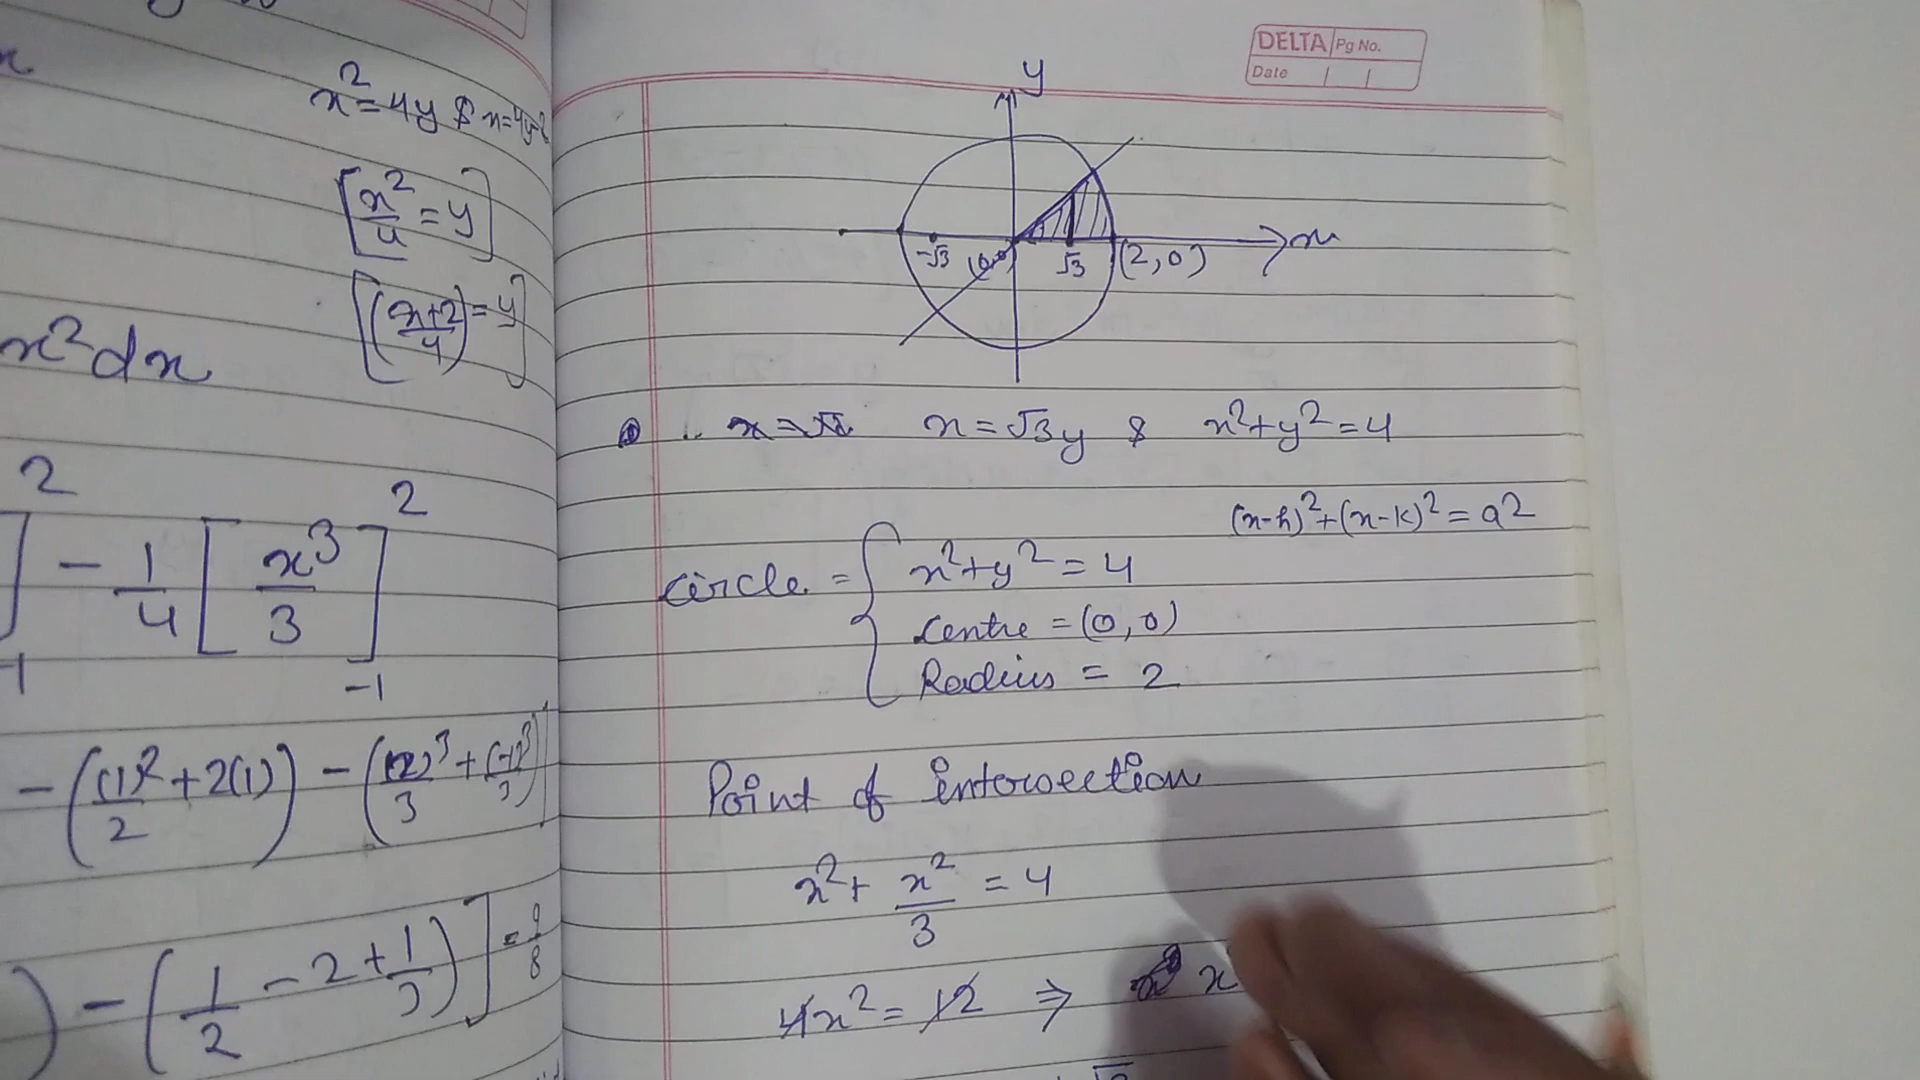 x
x² = 4y $ x=4y-2
[x²/4 = y]
[(x+2/4) = y]
x² dx
2
] - 1/4 [x³/3]
2
-1
-1
-((1)²/2 + 2(1)) - ((2)³/3 + (-1)³/3)
) - (1/2 - 2 + 1/3)] = 9/8
DELTA Pg No.
Date
y
-√3 (0,0) √3 (2,0) x
x = √3y $ x²+y²=4
(x-h)²+(x-k)² = a²
Circle = { x²+y² = 4
Centre = (0,0)
Radius = 2
Point of intersection
x² + x²/3 = 4
4x² = 12 ⇒ x